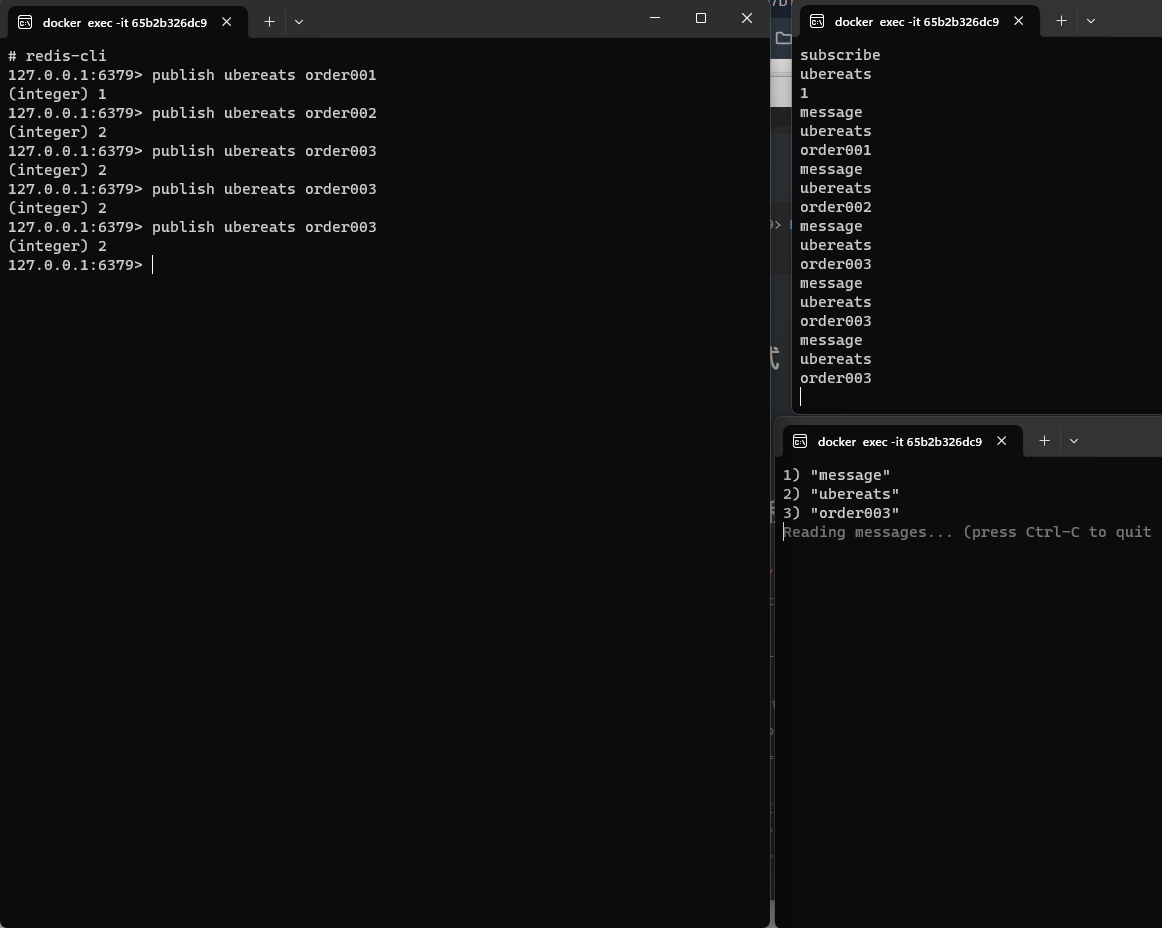 docker exec -it 65b2b326dc9
# redis-cli
127.0.0.1:6379> publish ubereats order001
(integer) 1
127.0.0.1:6379> publish ubereats order002
(integer) 2
127.0.0.1:6379> publish ubereats order003
(integer) 2
127.0.0.1:6379> publish ubereats order003
(integer) 2
127.0.0.1:6379> publish ubereats order003
(integer) 2
127.0.0.1:6379>
docker exec -it 65b2b326dc9
subscribe
ubereats
1
message
ubereats
order001
message
ubereats
order002
message
ubereats
order003
message
ubereats
order003
message
ubereats
order003
docker exec -it 65b2b326dc9
1) "message"
2) "ubereats"
3) "order003"
Reading messages... (press Ctrl-C to quit